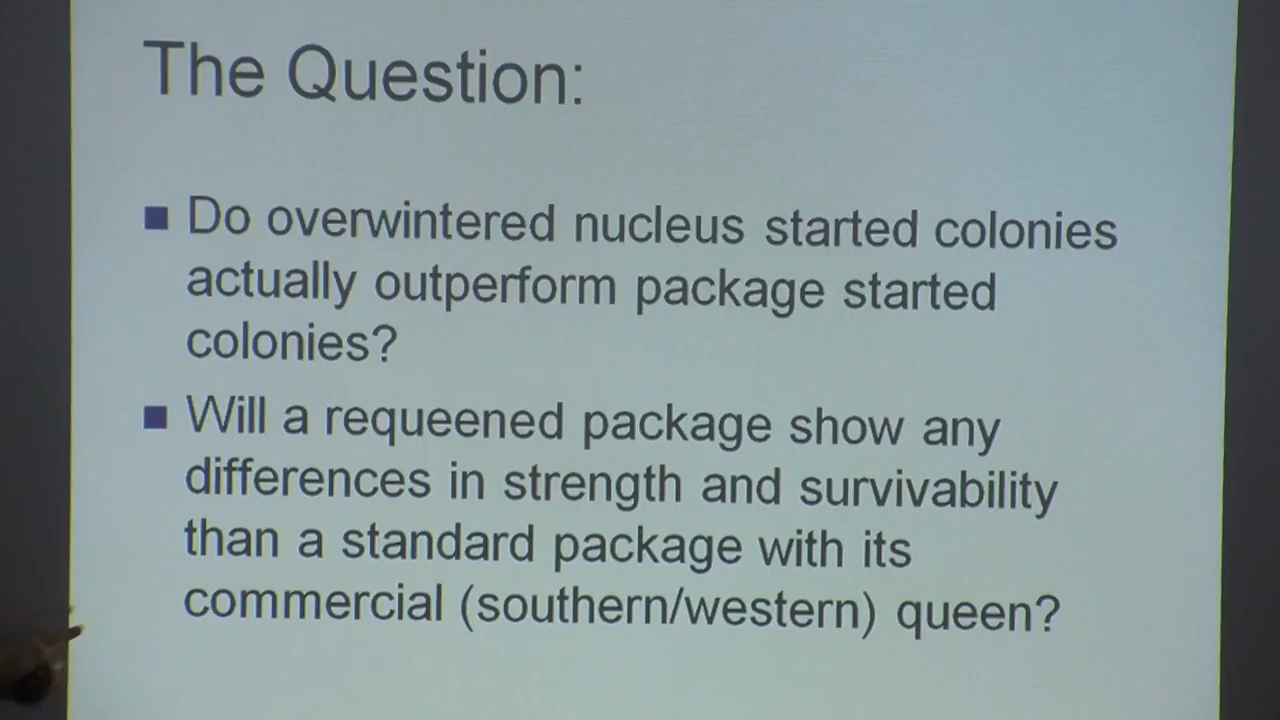 The Question:
Do overwintered nucleus started colonies
actually outperform package started
colonies?
Will a requeened package show any
differences in strength and survivability
than a standard package with its
commercial (southern/western) queen?